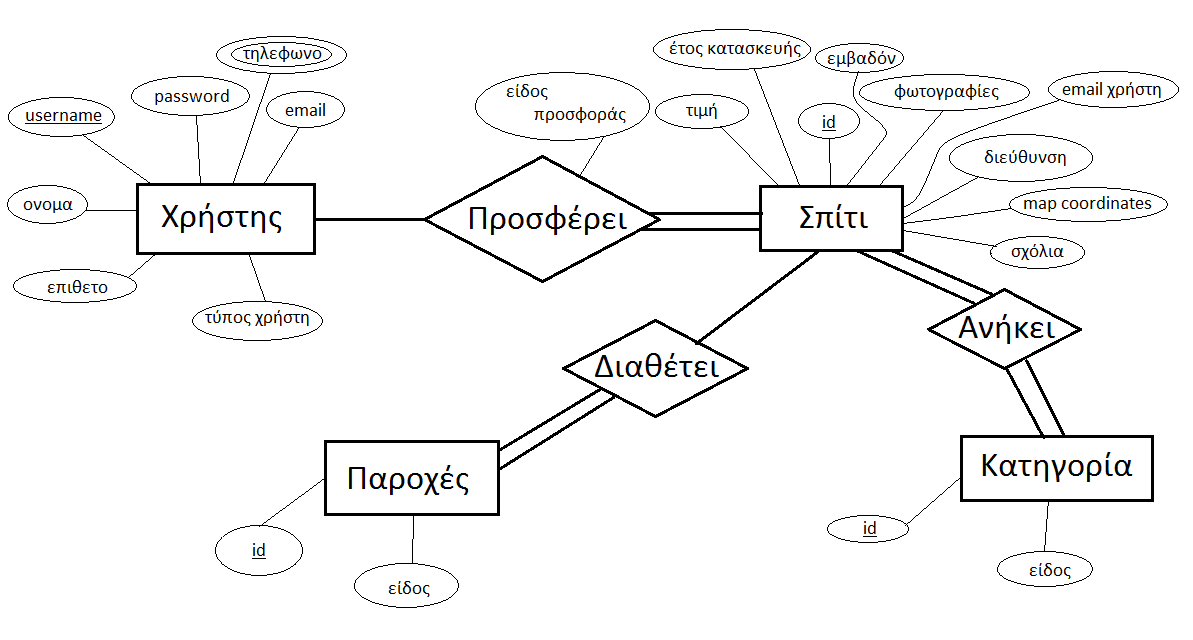 τηλεφωνο
έτος κατασκευής
εμβαδόν
password
email
είδος
προσφοράς
τιμή
id
φωτογραφίες
email χρήστη
username
διεύθυνση
ονομα
Χρήστης
Προσφέρει
Σπίτι
map coordinates
σχόλια
επιθετο
τύπος χρήστη
Διαθέτει
Ανήκει
Παροχές
Κατηγορία
id
είδος
id
είδος